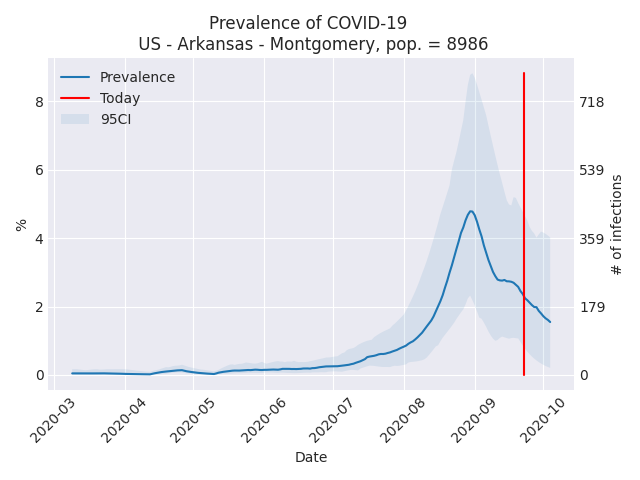 Prevalence of COVID-19
US - Arkansas - Montgomery, pop. = 8986
Prevalence
Today
95CI
8
6
4
2
0
%
718
539
359
179
0
# of infections
2020-03
2020-04
2020-05
2020-06
2020-07
2020-08
2020-09
2020-10
Date